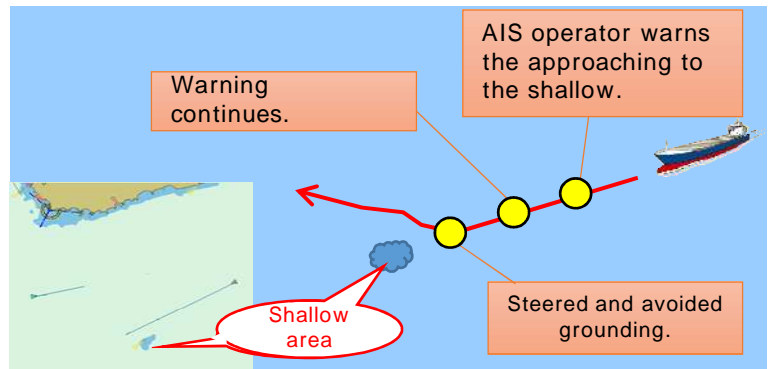 AIS operator warns
the approaching to
the shallow.
Warning
continues.
Steered and avoided
grounding.
Shallow
area